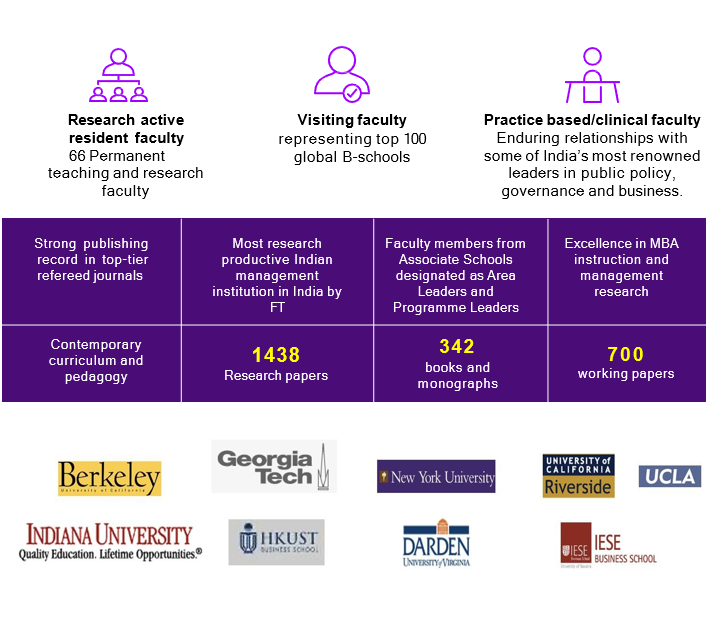 Research active
resident faculty
66 Permanent
teaching and research
faculty
Visiting faculty
representing top 100
global B-schools
Practice based/clinical faculty
Enduring relationships with
some of India's most renowned
leaders in public policy,
governance and business.
Strong publishing
record in top-tier
refereed journals
Most research
productive Indian
management
institution in India by
FT
Faculty members from
Associate Schools
designated as Area
Leaders and
Programme Leaders
Excellence in MBA
instruction and
management
research
Contemporary
curriculum and
pedagogy
1438
Research papers
342
books and
monographs
700
working papers
Berkeley
University of California
Georgia
Tech
New York University
UNIVERSITY of
CALIFORNIA
Riverside
UCLA
INDIANA UNIVERSITY
Quality Education. Lifetime Opportunities.®
HKUST
BUSINESS SCHOOL
DARDEN
UNIVERSITY of VIRGINIA
IESE
IESE
BUSINESS SCHOOL